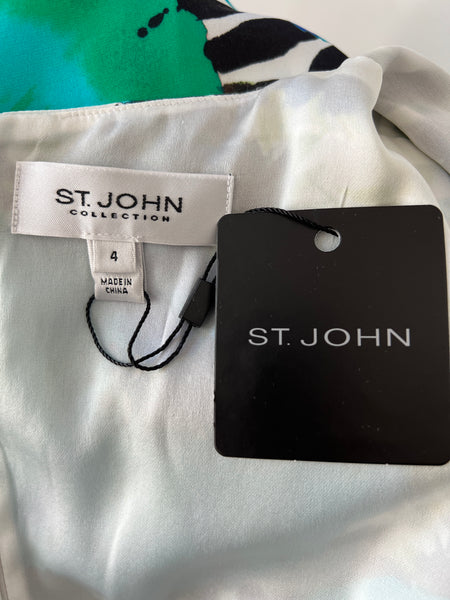 ST. JOHN
COLLECTION
4
MADE IN
CHINA
ST. JOHN